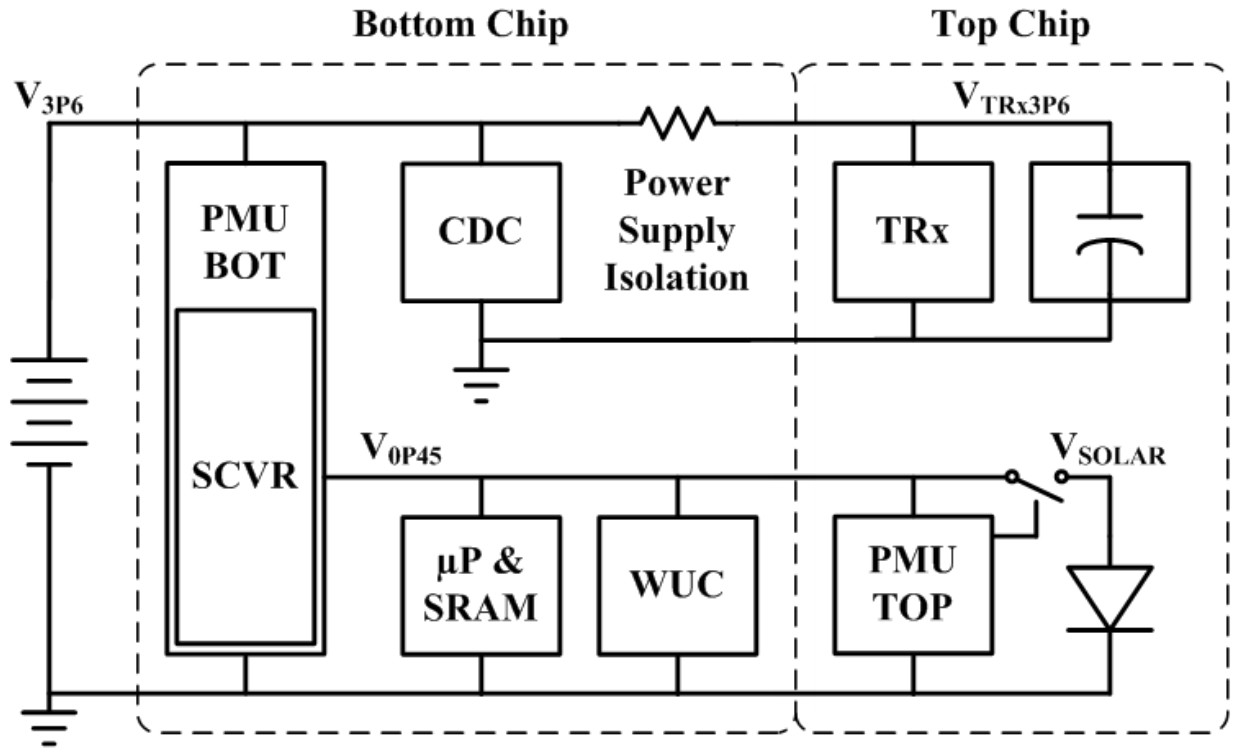 Bottom Chip
Top Chip
V3P6
VTRx3P6
PMU
BOT
CDC
Power
Supply
Isolation
TRx
SCVR
V0P45
VSOLAR
μP &
SRAM
WUC
PMU
TOP